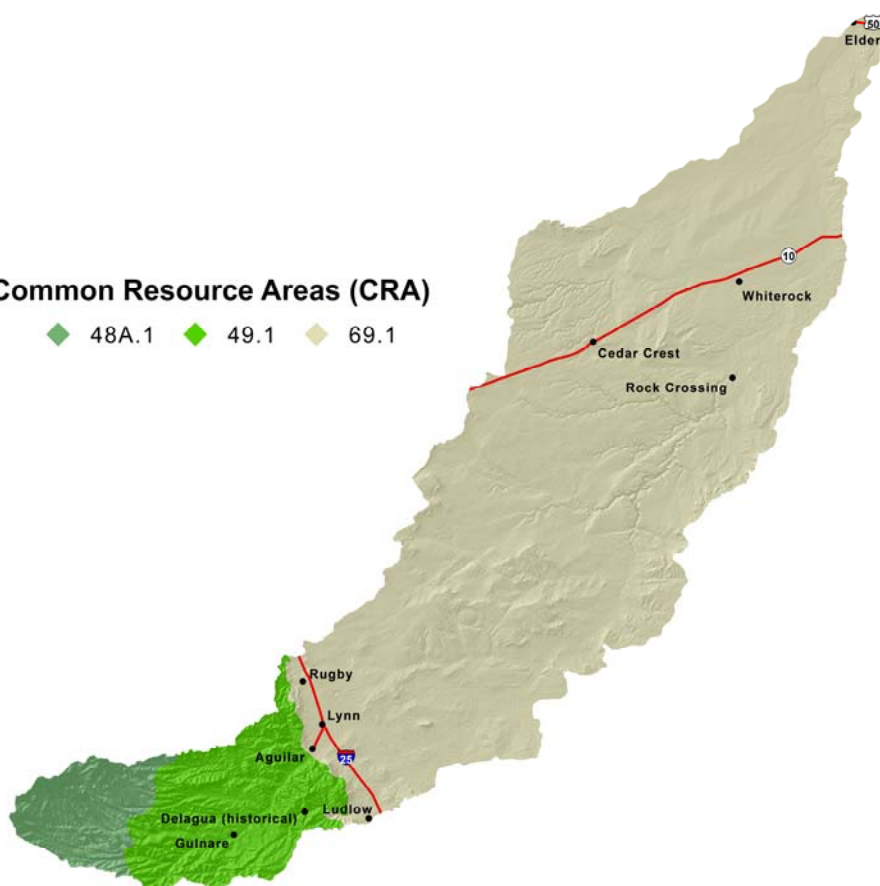 50
Elder
10
Whiterock
Common Resource Areas (CRA)
48A.1 49.1 69.1
Cedar Crest
Rock Crossing
Rugby
Lynn
Aguilar
25
Ludlow
Delagua (historical)
Gulnare